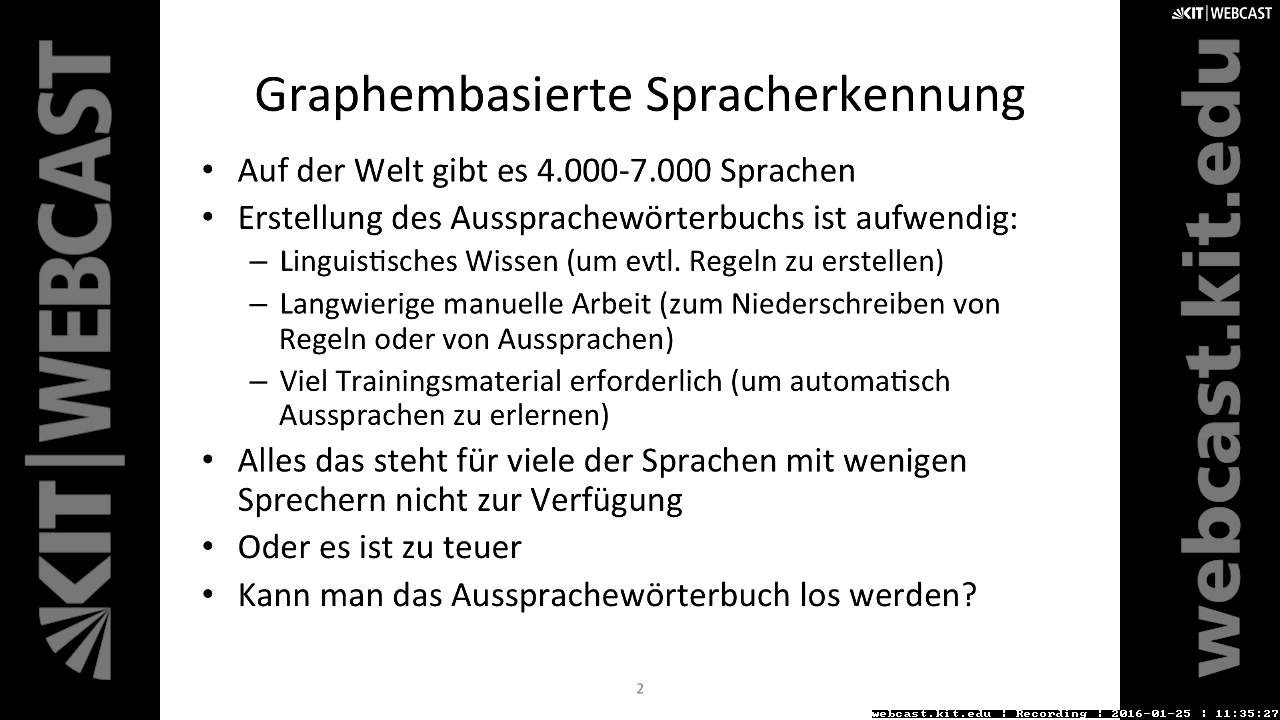 KIT|WEBCAST
Graphembasierte Spracherkennung
• Auf der Welt gibt es 4.000-7.000 Sprachen
• Erstellung des Aussprachewörterbuchs ist aufwendig:
– Linguistisches Wissen (um evtl. Regeln zu erstellen)
– Langwierige manuelle Arbeit (zum Niederschreiben von
Regeln oder von Aussprachen)
– Viel Trainingsmaterial erforderlich (um automatisch
Aussprachen zu erlernen)
• Alles das steht für viele der Sprachen mit wenigen
Sprechern nicht zur Verfügung
• Oder es ist zu teuer
• Kann man das Aussprachewörterbuch los werden?
2
KIT|WEBCAST
webcast.kit.edu
webcast.kit.edu | Recording | 2016-01-25 | 11:35:27